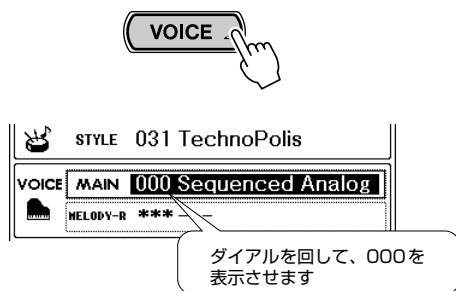 VOICE
STYLE 031 TechnoPolis
VOICE MAIN 000 Sequenced Analog
MELODY-R ***---
ダイアルを回して、000を
表示させます